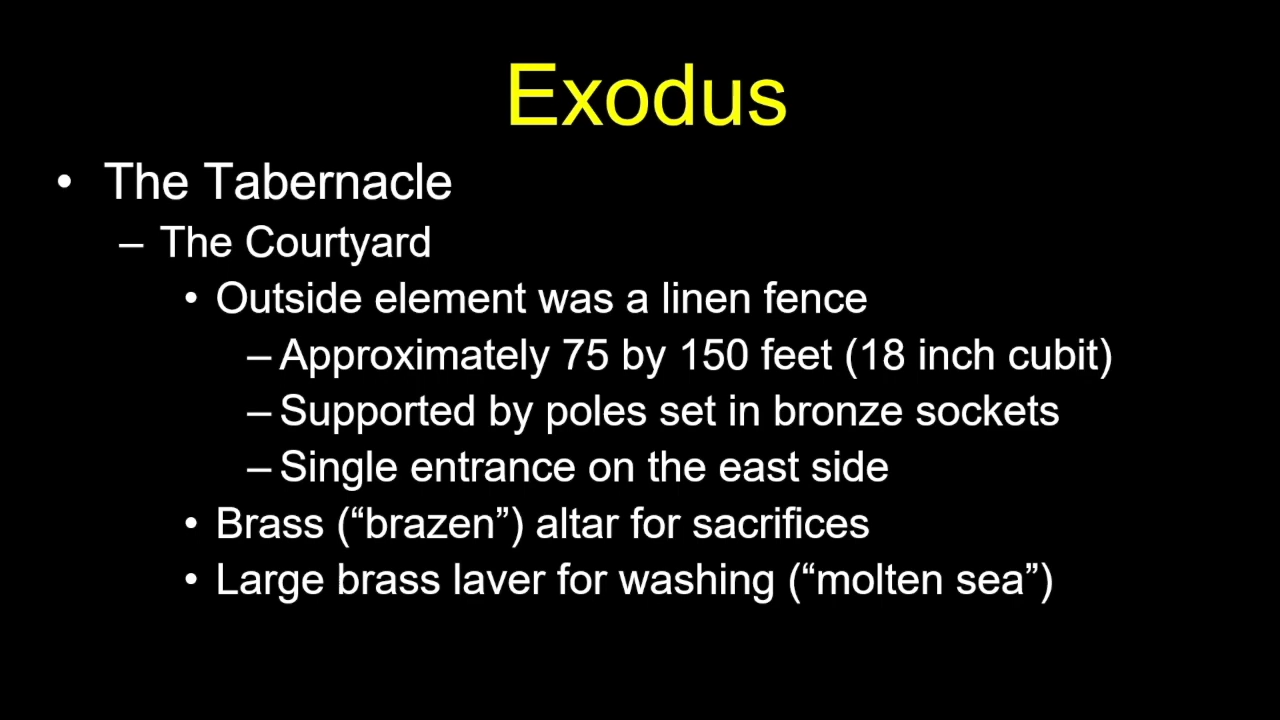 Exodus
• The Tabernacle
– The Courtyard
• Outside element was a linen fence
– Approximately 75 by 150 feet (18 inch cubit)
– Supported by poles set in bronze sockets
– Single entrance on the east side
• Brass (“brazen”) altar for sacrifices
• Large brass laver for washing (“molten sea”)